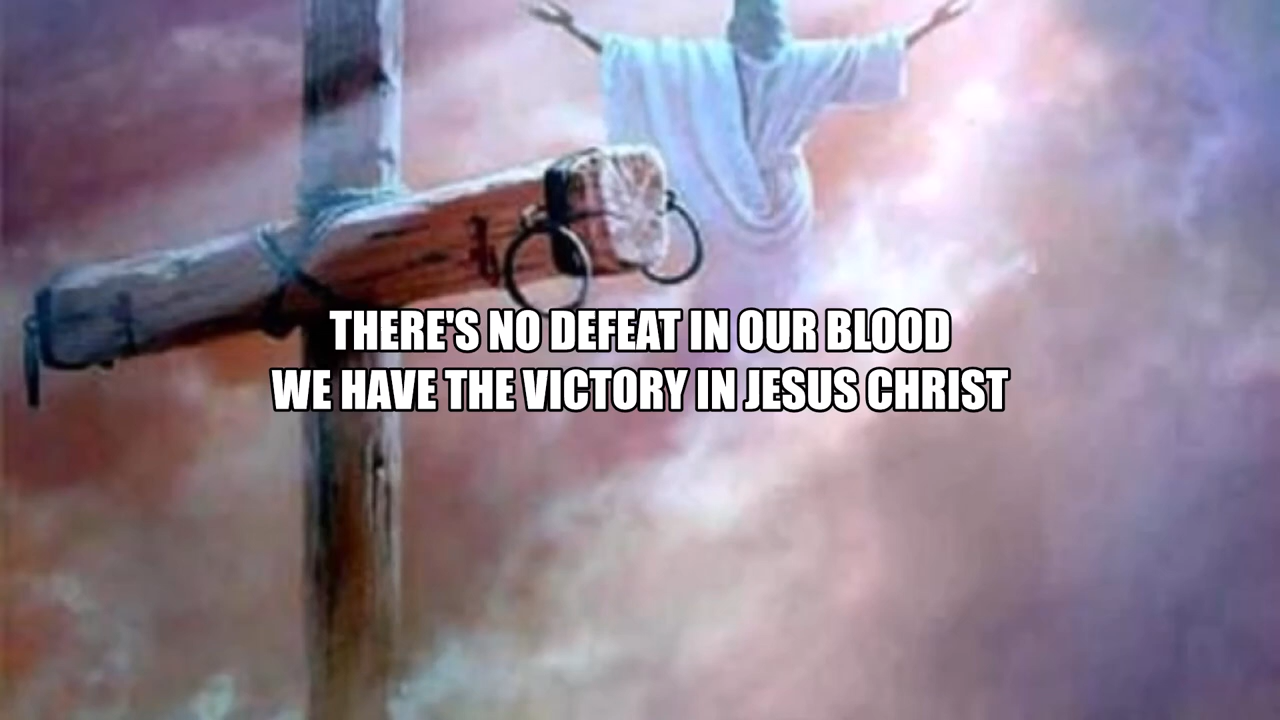 THERE'S NO DEFEAT IN OUR BLOOD
WE HAVE THE VICTORY IN JESUS CHRIST